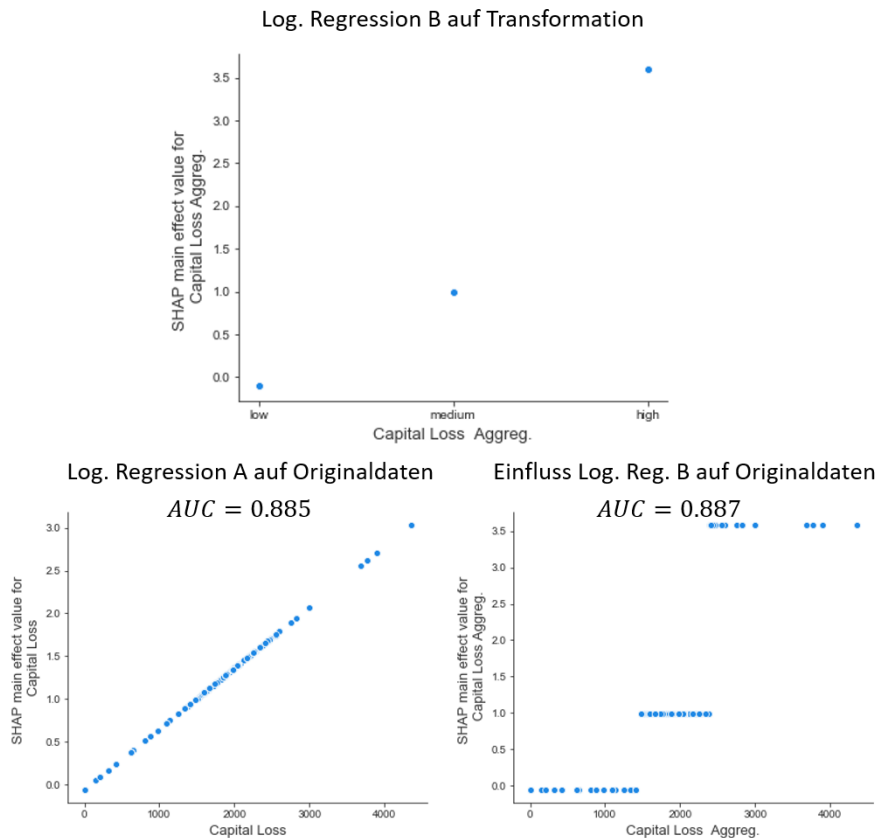 Log. Regression B auf Transformation
3.5
3.0
2.5
2.0
1.5
1.0
0.5
0.0
SHAP main effect value for
Capital Loss Aggreg.
low
medium
high
Capital Loss  Aggreg.
Log. Regression A auf Originaldaten
AUC = 0.885
3.0
2.5
2.0
1.5
1.0
0.5
0.0
SHAP main effect value for
Capital Loss
0
1000
2000
3000
4000
Capital Loss
Einfluss Log. Reg. B auf Originaldaten
AUC = 0.887
3.5
3.0
2.5
2.0
1.5
1.0
0.5
0.0
SHAP main effect value for
Capital Loss Aggreg.
0
1000
2000
3000
4000
Capital Loss  Aggreg.